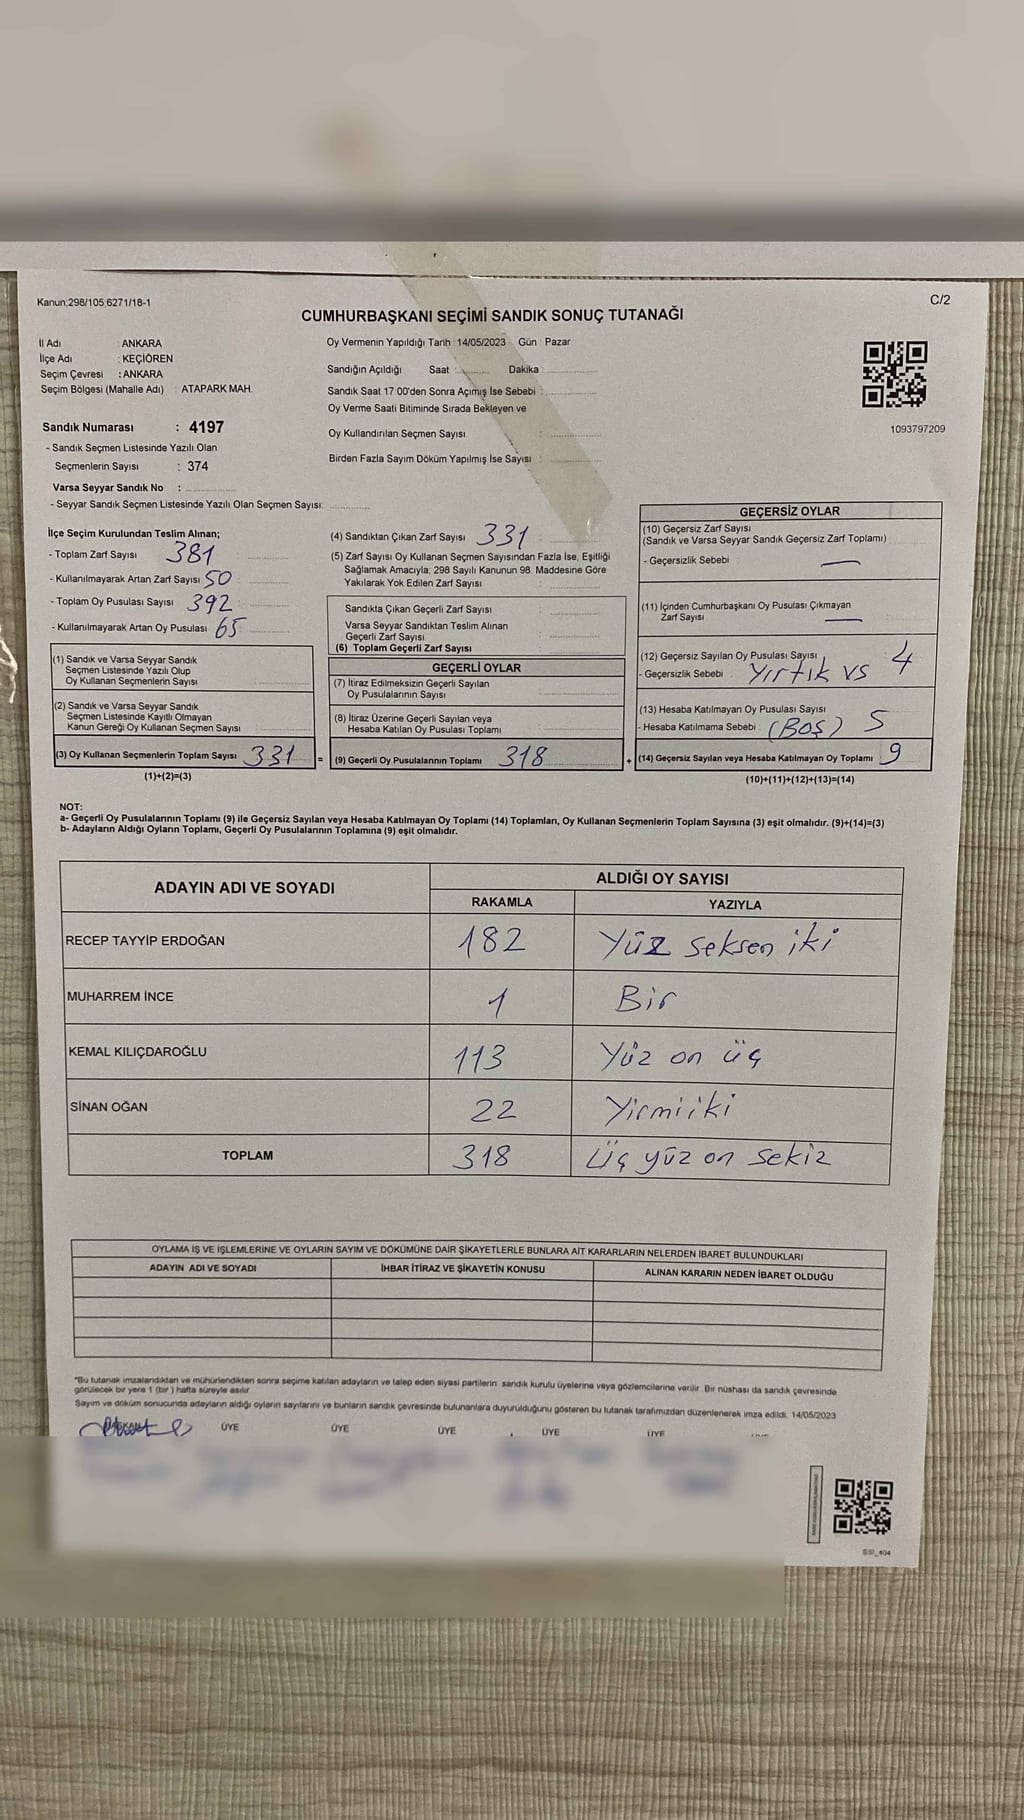 Kanun;298/105,6271/18-1
C/2
CUMHURBAŞKANI SEÇİMİ SANDIK SONUÇ TUTANAĞI
İl Adı : ANKARA
İlçe Adı : KEÇİÖREN
Seçim Çevresi : ANKARA
Seçim Bölgesi (Mahalle Adı) : ATAPARK MAH.
Oy Vermenin Yapıldığı Tarih : 14/05/2023 Gün : Pazar
Sandığın Açıldığı Saat : Dakika :
Sandık Saat 17:00'den Sonra Açımış İse Sebebi :
Oy Verme Saati Bitiminde Sırada Bekleyen ve
Oy Kullandırılan Seçmen Sayısı :
Birden Fazla Sayım Döküm Yapılmış İse Sayısı :
1093797209
Sandık Numarası : 4197
- Sandık Seçmen Listesinde Yazılı Olan
Seçmenlerin Sayısı : 374
Varsa Seyyar Sandık No :
- Seyyar Sandık Seçmen Listesinde Yazılı Olan Seçmen Sayısı:
İlçe Seçim Kurulundan Teslim Alınan;
- Toplam Zarf Sayısı 381
- Kullanılmayarak Artan Zarf Sayısı 50
- Toplam Oy Pusulası Sayısı 392
- Kullanılmayarak Artan Oy Pusulası 65
(1) Sandık ve Varsa Seyyar Sandık
Seçmen Listesinde Yazılı Olup
Oy Kullanan Seçmenlerin Sayısı
(2) Sandık ve Varsa Seyyar Sandık
Seçmen Listesinde Kayıtlı Olmayan
Kanun Gereği Oy Kullanan Seçmen Sayısı
(3) Oy Kullanan Seçmenlerin Toplam Sayısı 331
(1)+(2)=(3)
=
(4) Sandıktan Çıkan Zarf Sayısı 331
(5) Zarf Sayısı Oy Kullanan Seçmen Sayısından Fazla İse, Eşitliği
Sağlamak Amacıyla; 298 Sayılı Kanunun 98. Maddesine Göre
Yakılarak Yok Edilen Zarf Sayısı :
Sandıkta Çıkan Geçerli Zarf Sayısı :
Varsa Seyyar Sandıktan Teslim Alınan
Geçerli Zarf Sayısı :
(6) Toplam Geçerli Zarf Sayısı
GEÇERLİ OYLAR
(7) İtiraz Edilmeksizin Geçerli Sayılan
Oy Pusulalarının Sayısı
(8) İtiraz Üzerine Geçerli Sayılan veya
Hesaba Katılan Oy Pusulası Toplamı
(9) Geçerli Oy Pusulalarının Toplamı 318
+
GEÇERSİZ OYLAR
(10) Geçersiz Zarf Sayısı
(Sandık ve Varsa Seyyar Sandık Geçersiz Zarf Toplamı)
- Geçersizlik Sebebi —
(11) İçinden Cumhurbaşkanı Oy Pusulası Çıkmayan
Zarf Sayısı —
(12) Geçersiz Sayılan Oy Pusulası Sayısı 4
- Geçersizlik Sebebi Yırtık vs
(13) Hesaba Katılmayan Oy Pusulası Sayısı
- Hesaba Katılmama Sebebi (Boş) 5
(14) Geçersiz Sayılan veya Hesaba Katılmayan Oy Toplamı 9
(10)+(11)+(12)+(13)=(14)
NOT:
a- Geçerli Oy Pusulalarının Toplamı (9) ile Geçersiz Sayılan veya Hesaba Katılmayan Oy Toplamı (14) Toplamları, Oy Kullanan Seçmenlerin Toplam Sayısına (3) eşit olmalıdır. (9)+(14)=(3)
b- Adayların Aldığı Oyların Toplamı, Geçerli Oy Pusulalarının Toplamına (9) eşit olmalıdır.
ADAYIN ADI VE SOYADI ALDIĞI OY SAYISI
RAKAMLA YAZIYLA
RECEP TAYYİP ERDOĞAN 182 Yüz seksen iki
MUHARREM İNCE 1 Bir
KEMAL KILIÇDAROĞLU 113 Yüz on üç
SİNAN OĞAN 22 Yirmiiki
TOPLAM 318 Üç yüz on sekiz
OYLAMA İŞ VE İŞLEMLERİNE VE OYLARIN SAYIM VE DÖKÜMÜNE DAİR ŞİKAYETLERLE BUNLARA AİT KARARLARIN NELERDEN İBARET BULUNDUKLARI
ADAYIN ADI VE SOYADI İHBAR İTİRAZ VE ŞİKAYETİN KONUSU ALINAN KARARIN NEDEN İBARET OLDUĞU
*Bu tutanak imzalandıktan ve mühürlendikten sonra seçime katılan adayların ve talep eden siyasi partilerin sandık kurulu üyelerine veya gözlemcilerine verilir. Bir nüshası da sandık çevresinde
görülecek bir yere 1 (bir) hafta süreyle asılır.
Sayım ve döküm sonucunda adayların aldığı oyların sayılarını ve bunların sandık çevresinde bulunanlara duyurulduğunu gösteren bu tutanak tarafımızdan düzenlenerek imza edildi. 14/05/2023
BAŞKAN ÜYE ÜYE ÜYE ÜYE ÜYE